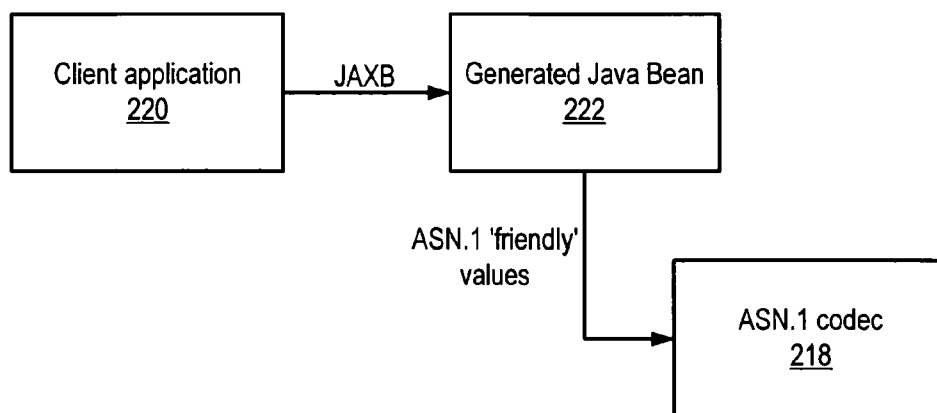 Client application
220
JAXB
Generated Java Bean
222
ASN.1 'friendly'
values
ASN.1 codec
218